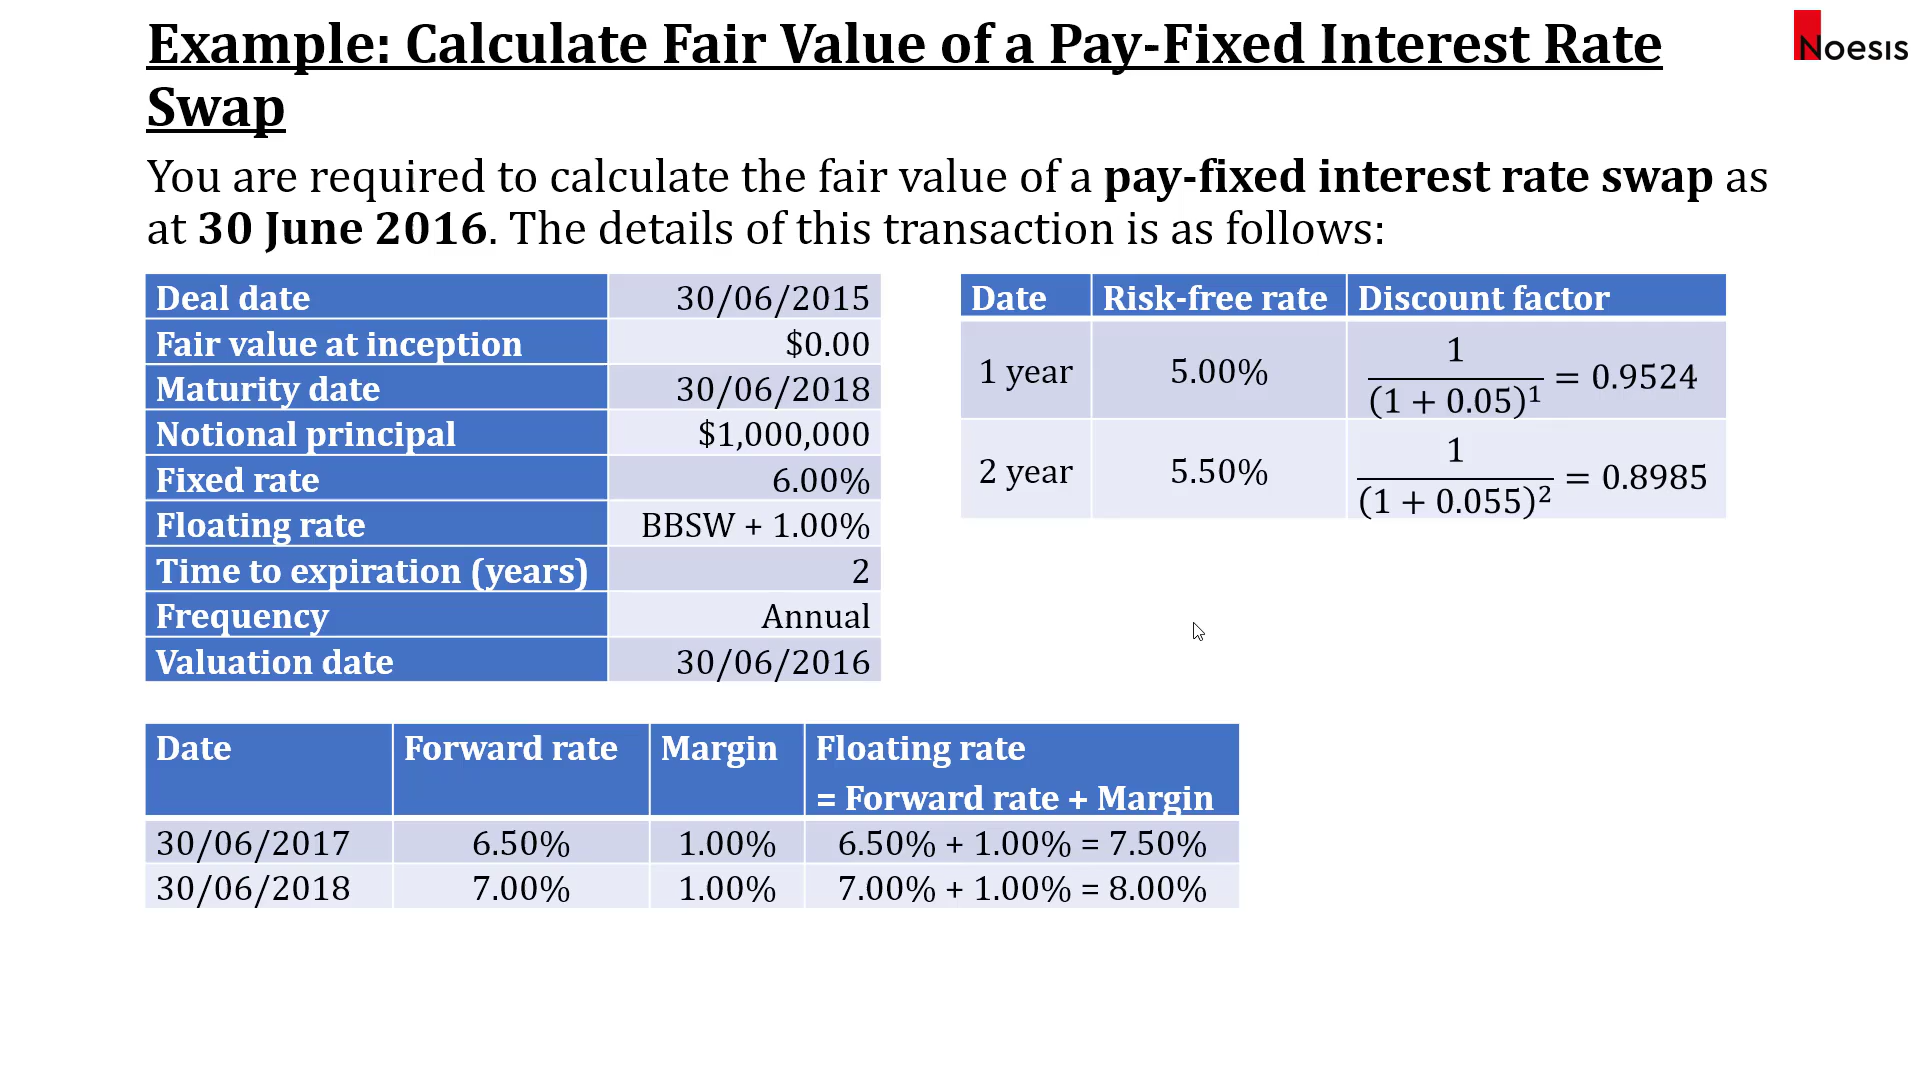 Example: Calculate Fair Value of a Pay-Fixed Interest Rate
Swap
Noesis
You are required to calculate the fair value of a pay-fixed interest rate swap as
at 30 June 2016. The details of this transaction is as follows:
Deal date 30/06/2015
Fair value at inception $0.00
Maturity date 30/06/2018
Notional principal $1,000,000
Fixed rate 6.00%
Floating rate BBSW + 1.00%
Time to expiration (years) 2
Frequency Annual
Valuation date 30/06/2016
Date Risk-free rate Discount factor
1 year 5.00% 1/(1 + 0.05)¹ = 0.9524
2 year 5.50% 1/(1 + 0.055)² = 0.8985
Date Forward rate Margin Floating rate
= Forward rate + Margin
30/06/2017 6.50% 1.00% 6.50% + 1.00% = 7.50%
30/06/2018 7.00% 1.00% 7.00% + 1.00% = 8.00%